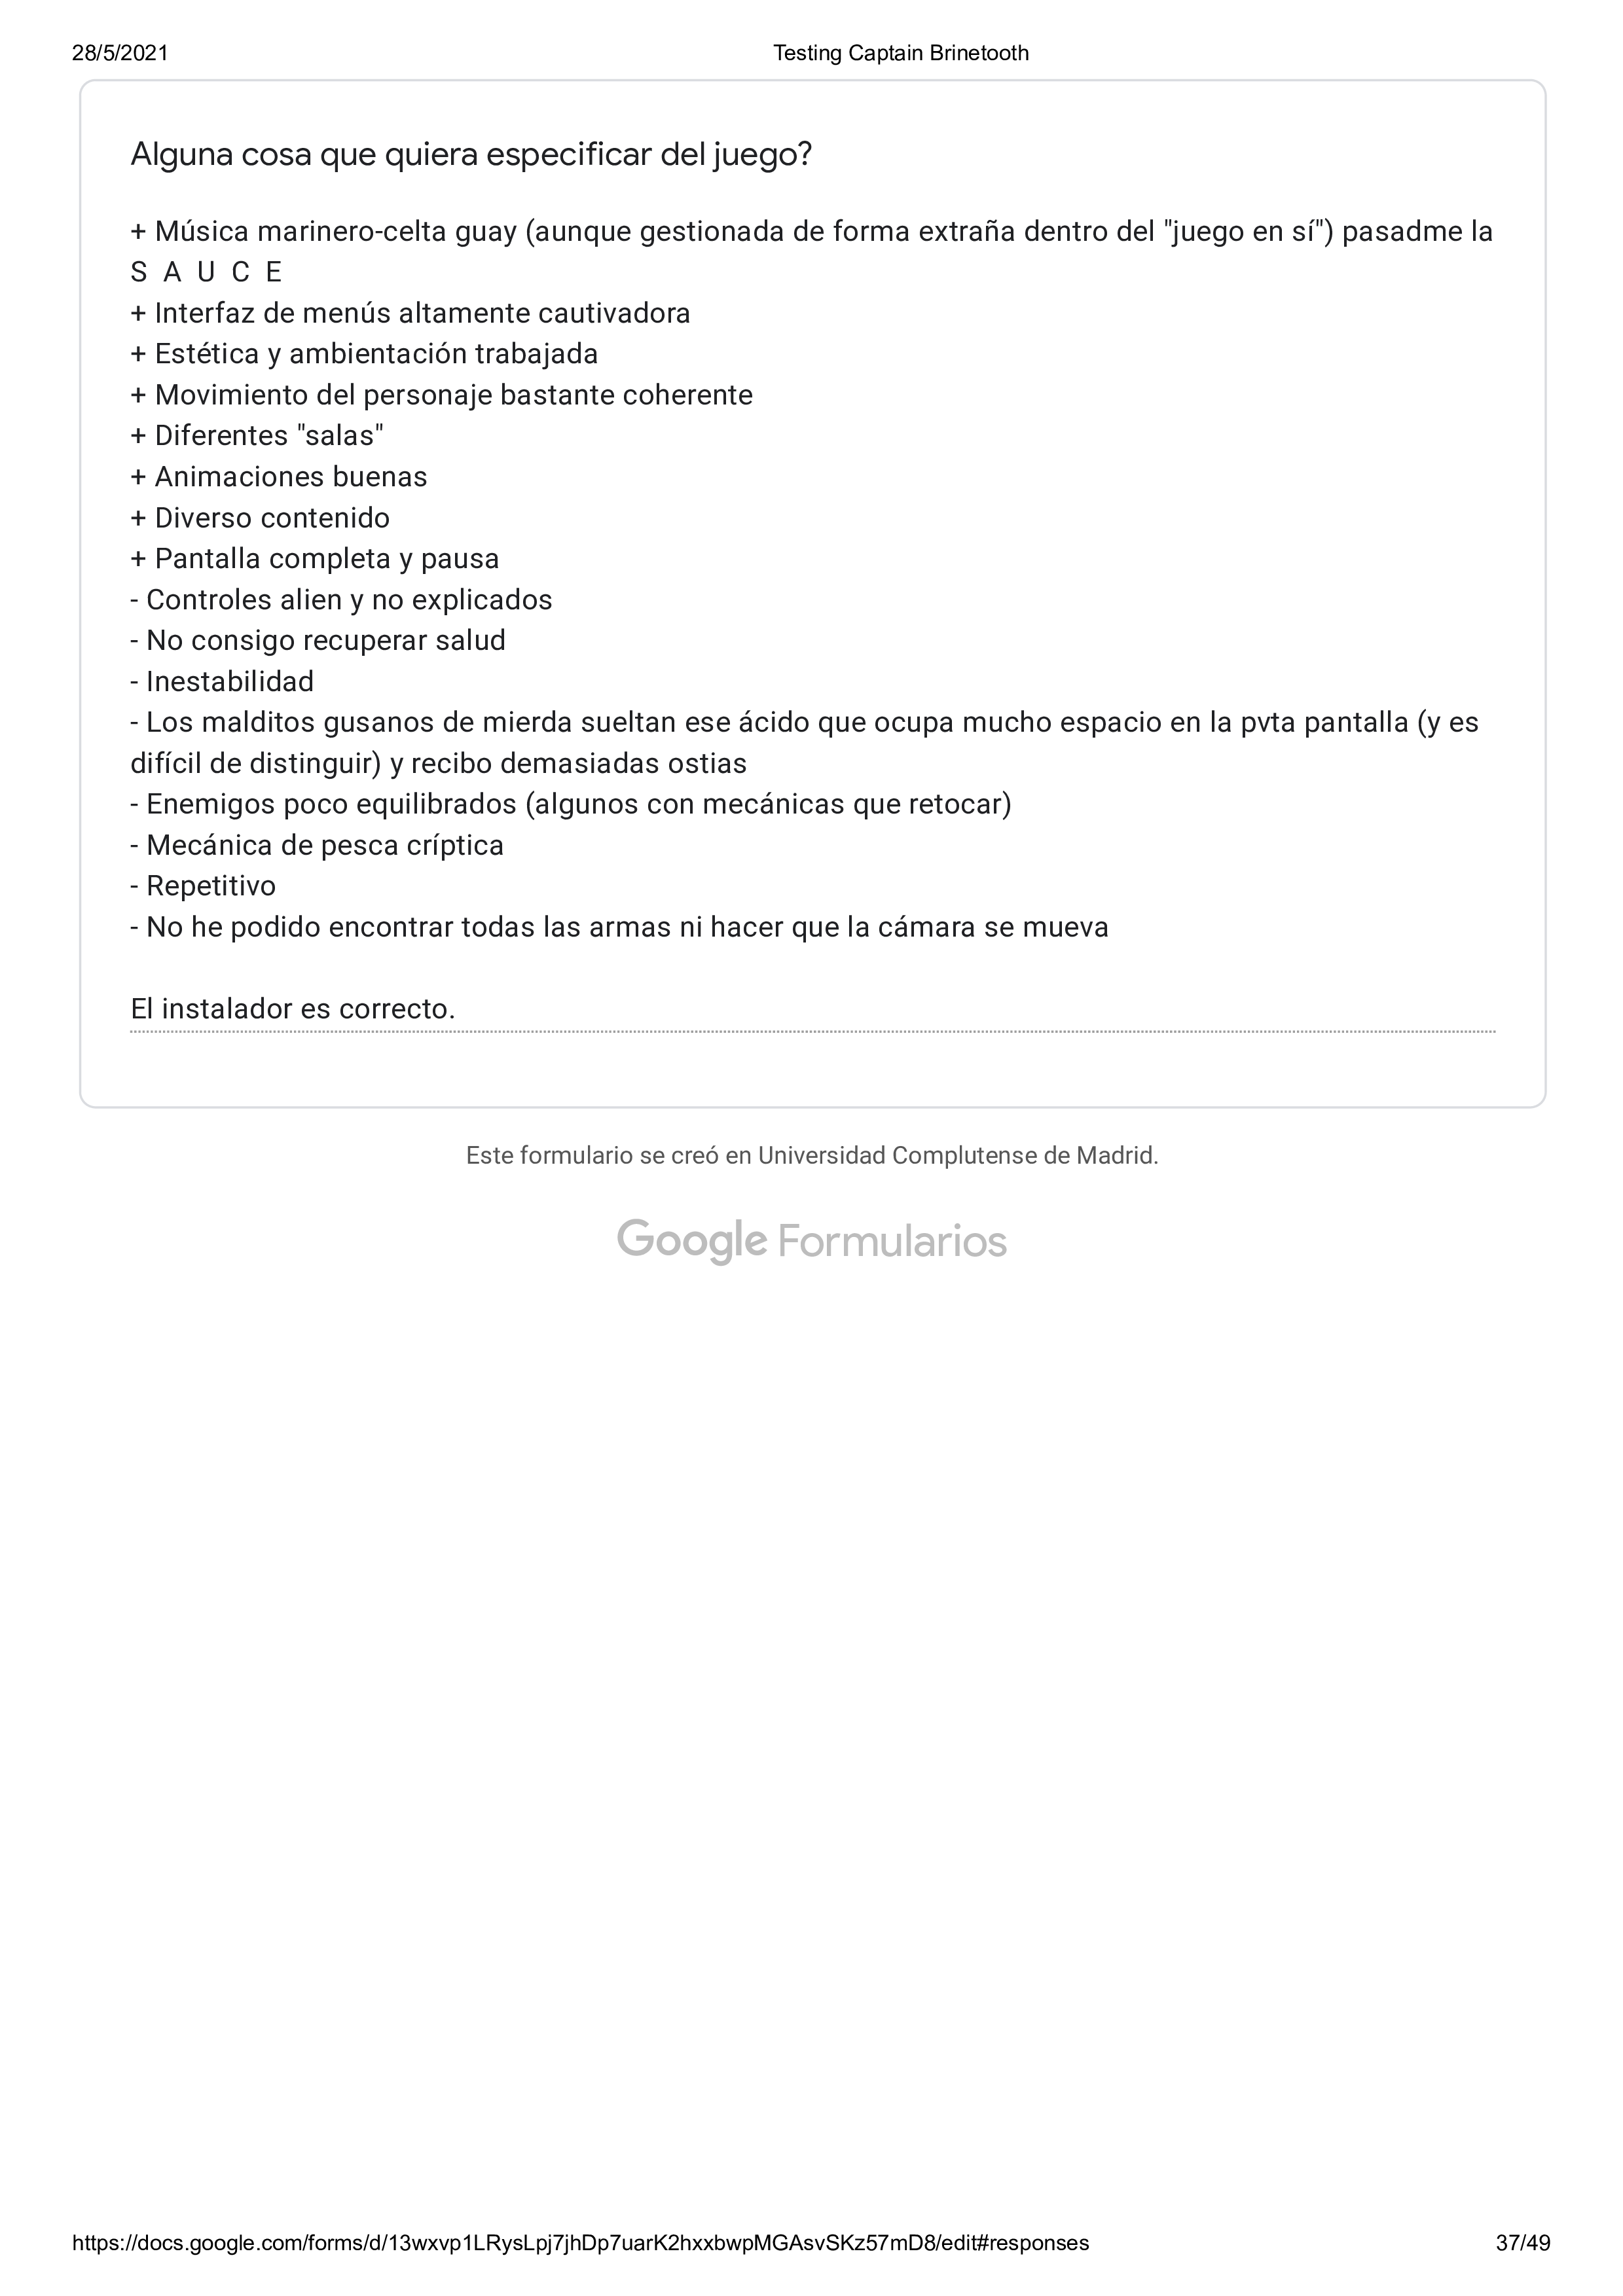 28/5/2021 Testing Captain Brinetooth
Alguna cosa que quiera especificar del juego?
+ Música marinero-celta guay (aunque gestionada de forma extraña dentro del "juego en sí") pasadme la
S A U C E
+ Interfaz de menús altamente cautivadora
+ Estética y ambientación trabajada
+ Movimiento del personaje bastante coherente
+ Diferentes "salas"
+ Animaciones buenas
+ Diverso contenido
+ Pantalla completa y pausa
- Controles alien y no explicados
- No consigo recuperar salud
- Inestabilidad
- Los malditos gusanos de mierda sueltan ese ácido que ocupa mucho espacio en la pvta pantalla (y es
difícil de distinguir) y recibo demasiadas ostias
- Enemigos poco equilibrados (algunos con mecánicas que retocar)
- Mecánica de pesca críptica
- Repetitivo
- No he podido encontrar todas las armas ni hacer que la cámara se mueva
El instalador es correcto.
Este formulario se creó en Universidad Complutense de Madrid.
Google Formularios
https://docs.google.com/forms/d/13wxvp1LRysLpj7jhDp7uarK2hxxbwpMGAsvSKz57mD8/edit#responses 37/49